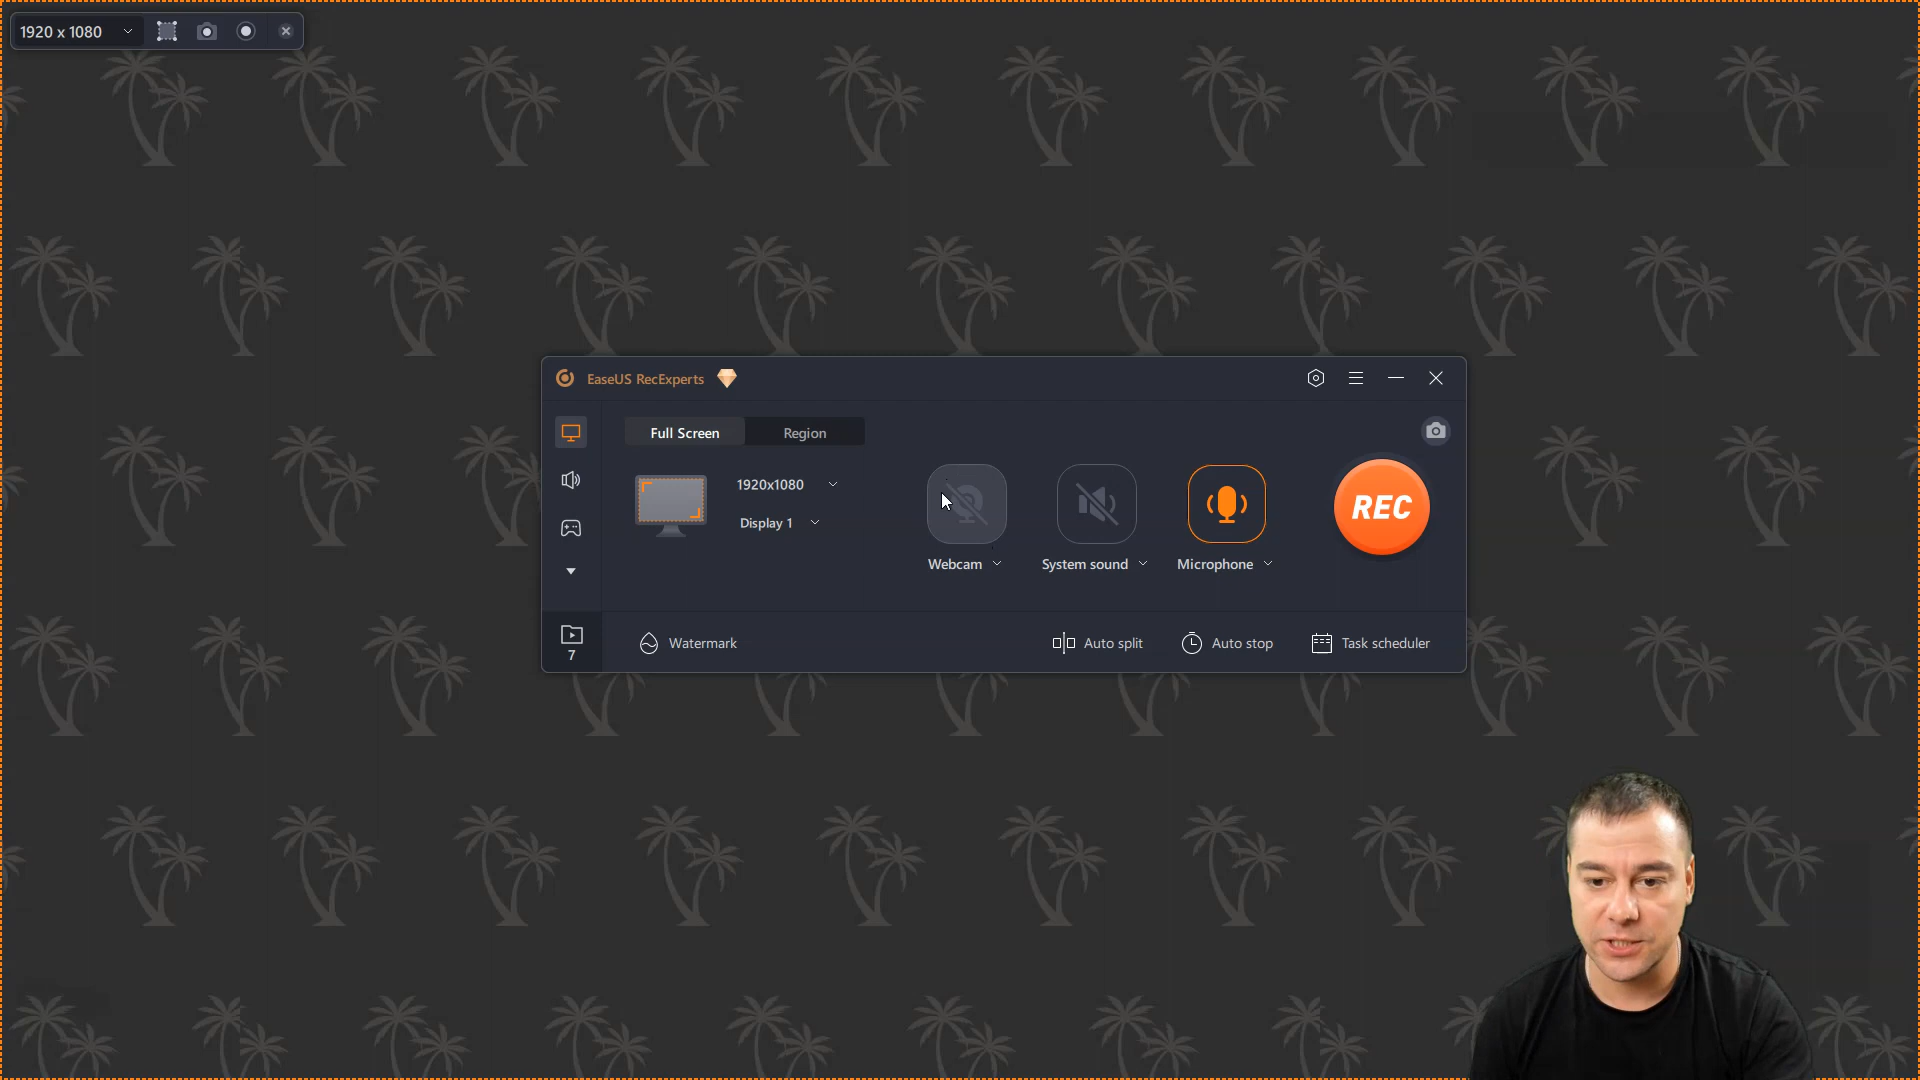 1920 x 1080
EaseUS RecExperts
Full Screen
Region
1920x1080
Display 1
REC
Webcam
System sound
Microphone
7
Watermark
Auto split
Auto stop
Task scheduler